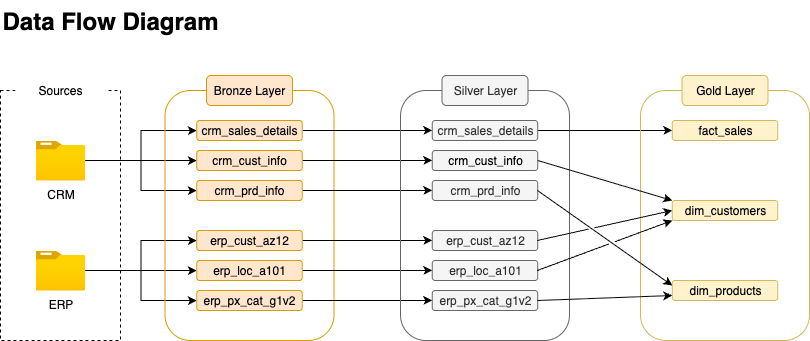 Data Flow Diagram
Sources
Bronze Layer
Silver Layer
Gold Layer
crm_sales_details
crm_sales_details
fact_sales
crm_cust_info
crm_cust_info
CRM
crm_prd_info
crm_prd_info
dim_customers
erp_cust_az12
erp_cust_az12
erp_loc_a101
erp_loc_a101
dim_products
ERP
erp_px_cat_g1v2
erp_px_cat_g1v2